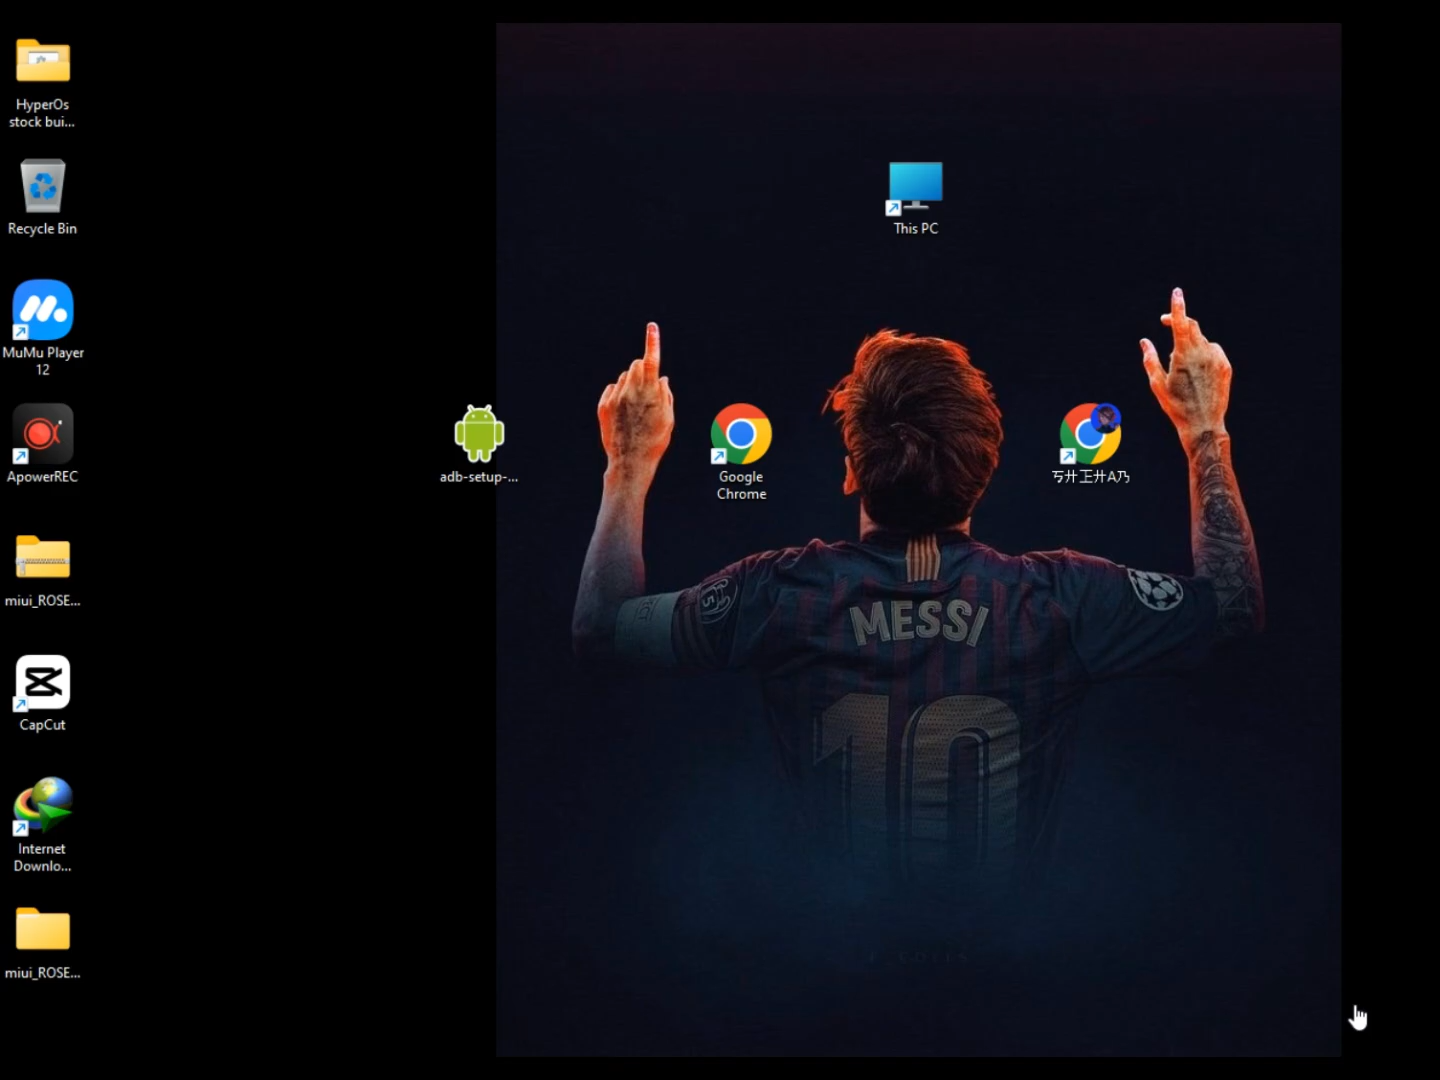 HyperOs
stock bui...
Recycle Bin
MuMu Player
12
ApowerREC
miui_ROSE...
CapCut
Internet
Downlo...
miui_ROSE...
adb-setup-...
Google
Chrome
This PC
丂卄工卄A乃
MESSI
10